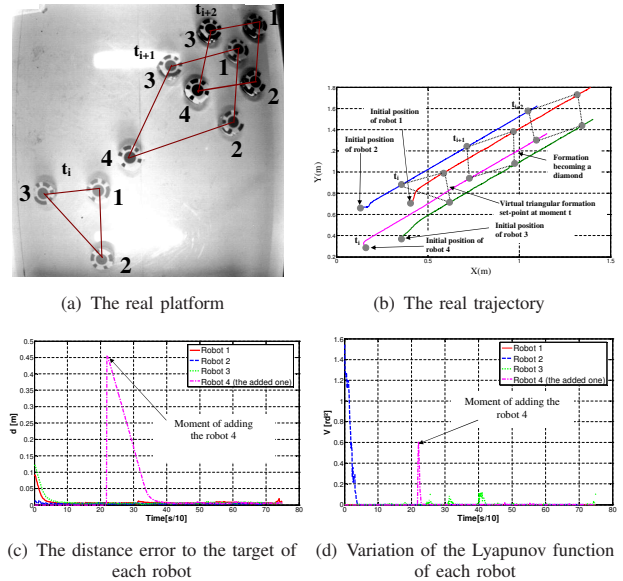 t_{i+2}
1
3
t_{i+1}
1
3
4
2
4
2
t_i
3
1
2
(a) The real platform
1.8
1.6
1.4
1.2
1
0.8
0.6
0.4
0.2
0
0.5
1
1.5
X(m)
Y(m)
Initial position
of robot 1
Initial position
of robot 2
t_{i+2}
t_{i+1}
t_i
Formation
becoming a
diamond
Virtual triangular formation
set-point at moment t
Initial position
of robot 3
Initial position
of robot 4
t_i
(b) The real trajectory
0.5
0.45
0.4
0.35
0.3
0.25
0.2
0.15
0.1
0.05
0
d [m]
Robot 1
Robot 2
Robot 3
Robot 4 (the added one)
Moment of adding
the robot 4
0 10 20 30 40 50 60 70 80
Time[s/10]
(c) The distance error to the target of
each robot
1.6
1.4
1.2
1
0.8
0.6
0.4
0.2
0
V [rd²]
Robot 1
Robot 2
Robot 3
Robot 4 (the added one)
Moment of adding the
robot 4
0 10 20 30 40 50 60 70 80
Time[s/10]
(d) Variation of the Lyapunov function
of each robot